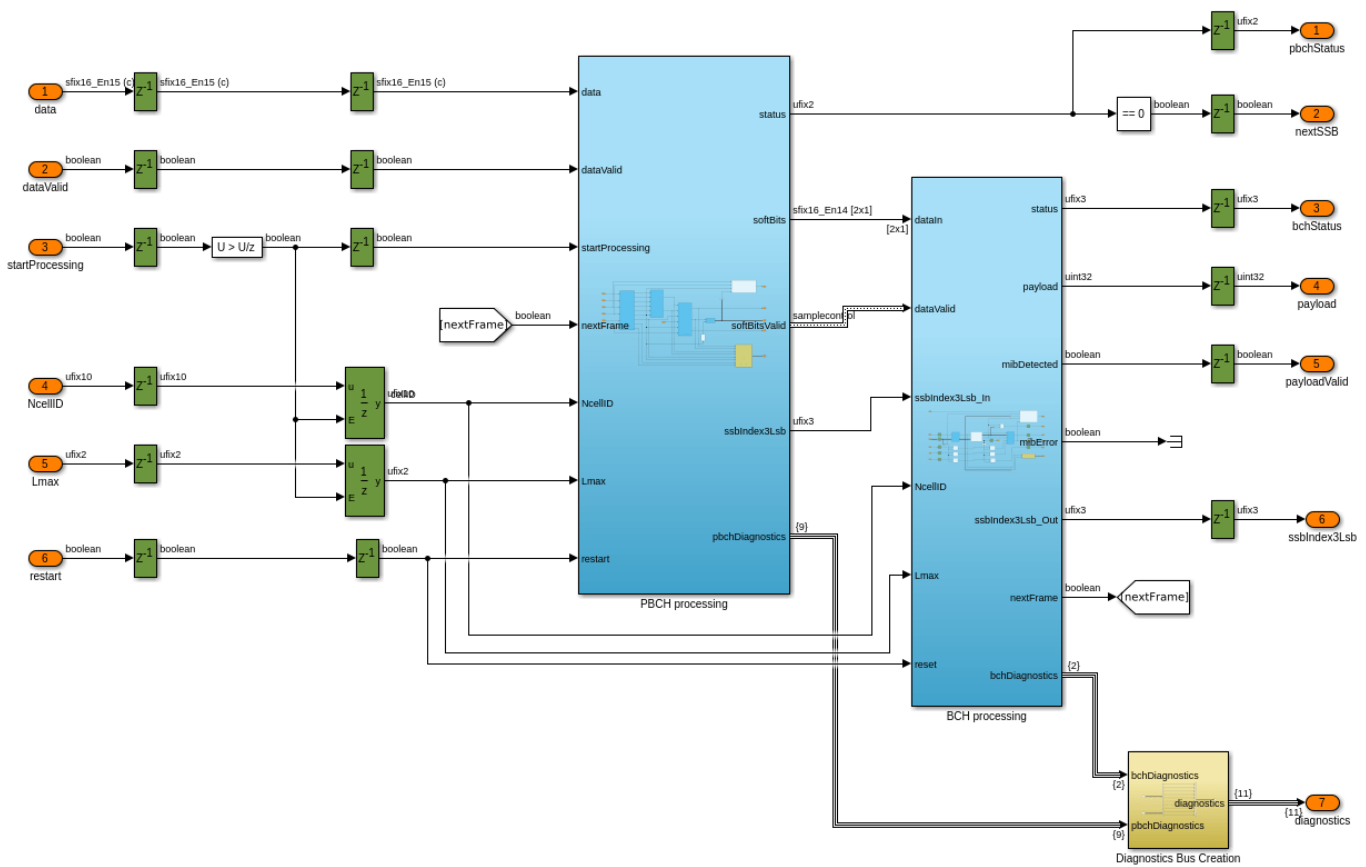 sfix16_En15 (c)
Z-1
sfix16_En15 (c)
Z-1
sfix16_En15 (c)
1
data
boolean
Z-1
boolean
Z-1
boolean
2
dataValid
boolean
Z-1
boolean
U > U/z
boolean
Z-1
boolean
3
startProcessing
[nextFrame]
boolean
ufix10
Z-1
ufix10
4
NcellID
u
E
1
z
y
ufix2
Z-1
ufix2
5
Lmax
u
E
1
z
y
ufix2
boolean
Z-1
boolean
Z-1
boolean
6
restart
data
dataValid
startProcessing
nextFrame
NcellID
Lmax
restart
status
softBits
softBitsValid
ssbIndex3Lsb
pbchDiagnostics
PBCH processing
ufix2
sfix16_En14 [2x1]
[2x1]
samplecontrol
ufix3
{9}
dataIn
dataValid
ssbIndex3Lsb_In
NcellID
Lmax
reset
status
payload
mibDetected
mibError
ssbIndex3Lsb_Out
nextFrame
bchDiagnostics
BCH processing
Z-1
ufix2
1
pbchStatus
== 0
boolean
Z-1
boolean
2
nextSSB
ufix3
Z-1
ufix3
3
bchStatus
uint32
Z-1
uint32
4
payload
boolean
Z-1
boolean
5
payloadValid
boolean
ufix3
Z-1
ufix3
6
ssbIndex3Lsb
boolean
[nextFrame]
{2}
bchDiagnostics
{2}
diagnostics
{11}
{11}
7
diagnostics
pbchDiagnostics
{9}
Diagnostics Bus Creation